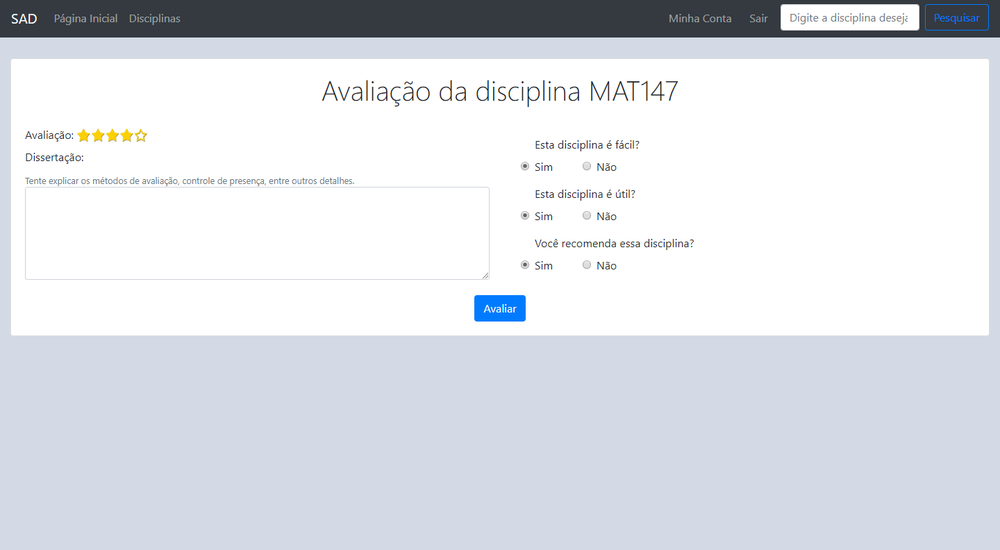 SAD Página Inicial Disciplinas Minha Conta Sair Digite a disciplina deseja Pesquisar
Avaliação da disciplina MAT147
Avaliação:
Dissertação:
Tente explicar os métodos de avaliação, controle de presença, entre outros detalhes.
Esta disciplina é fácil?
Sim Não
Esta disciplina é útil?
Sim Não
Você recomenda essa disciplina?
Sim Não
Avaliar